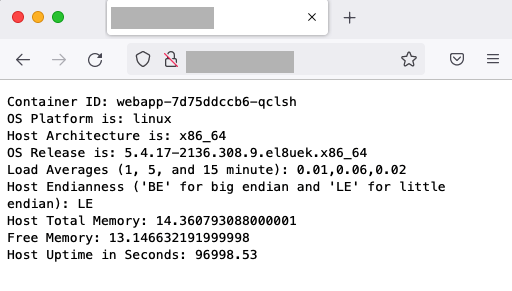 Container ID: webapp-7d75ddccb6-qclsh
OS Platform is: linux
Host Architecture is: x86_64
OS Release is: 5.4.17-2136.308.9.el8uek.x86_64
Load Averages (1, 5, and 15 minute): 0.01,0.06,0.02
Host Endianness ('BE' for big endian and 'LE' for little
endian): LE
Host Total Memory: 14.360793088000001
Free Memory: 13.146632191999998
Host Uptime in Seconds: 96998.53